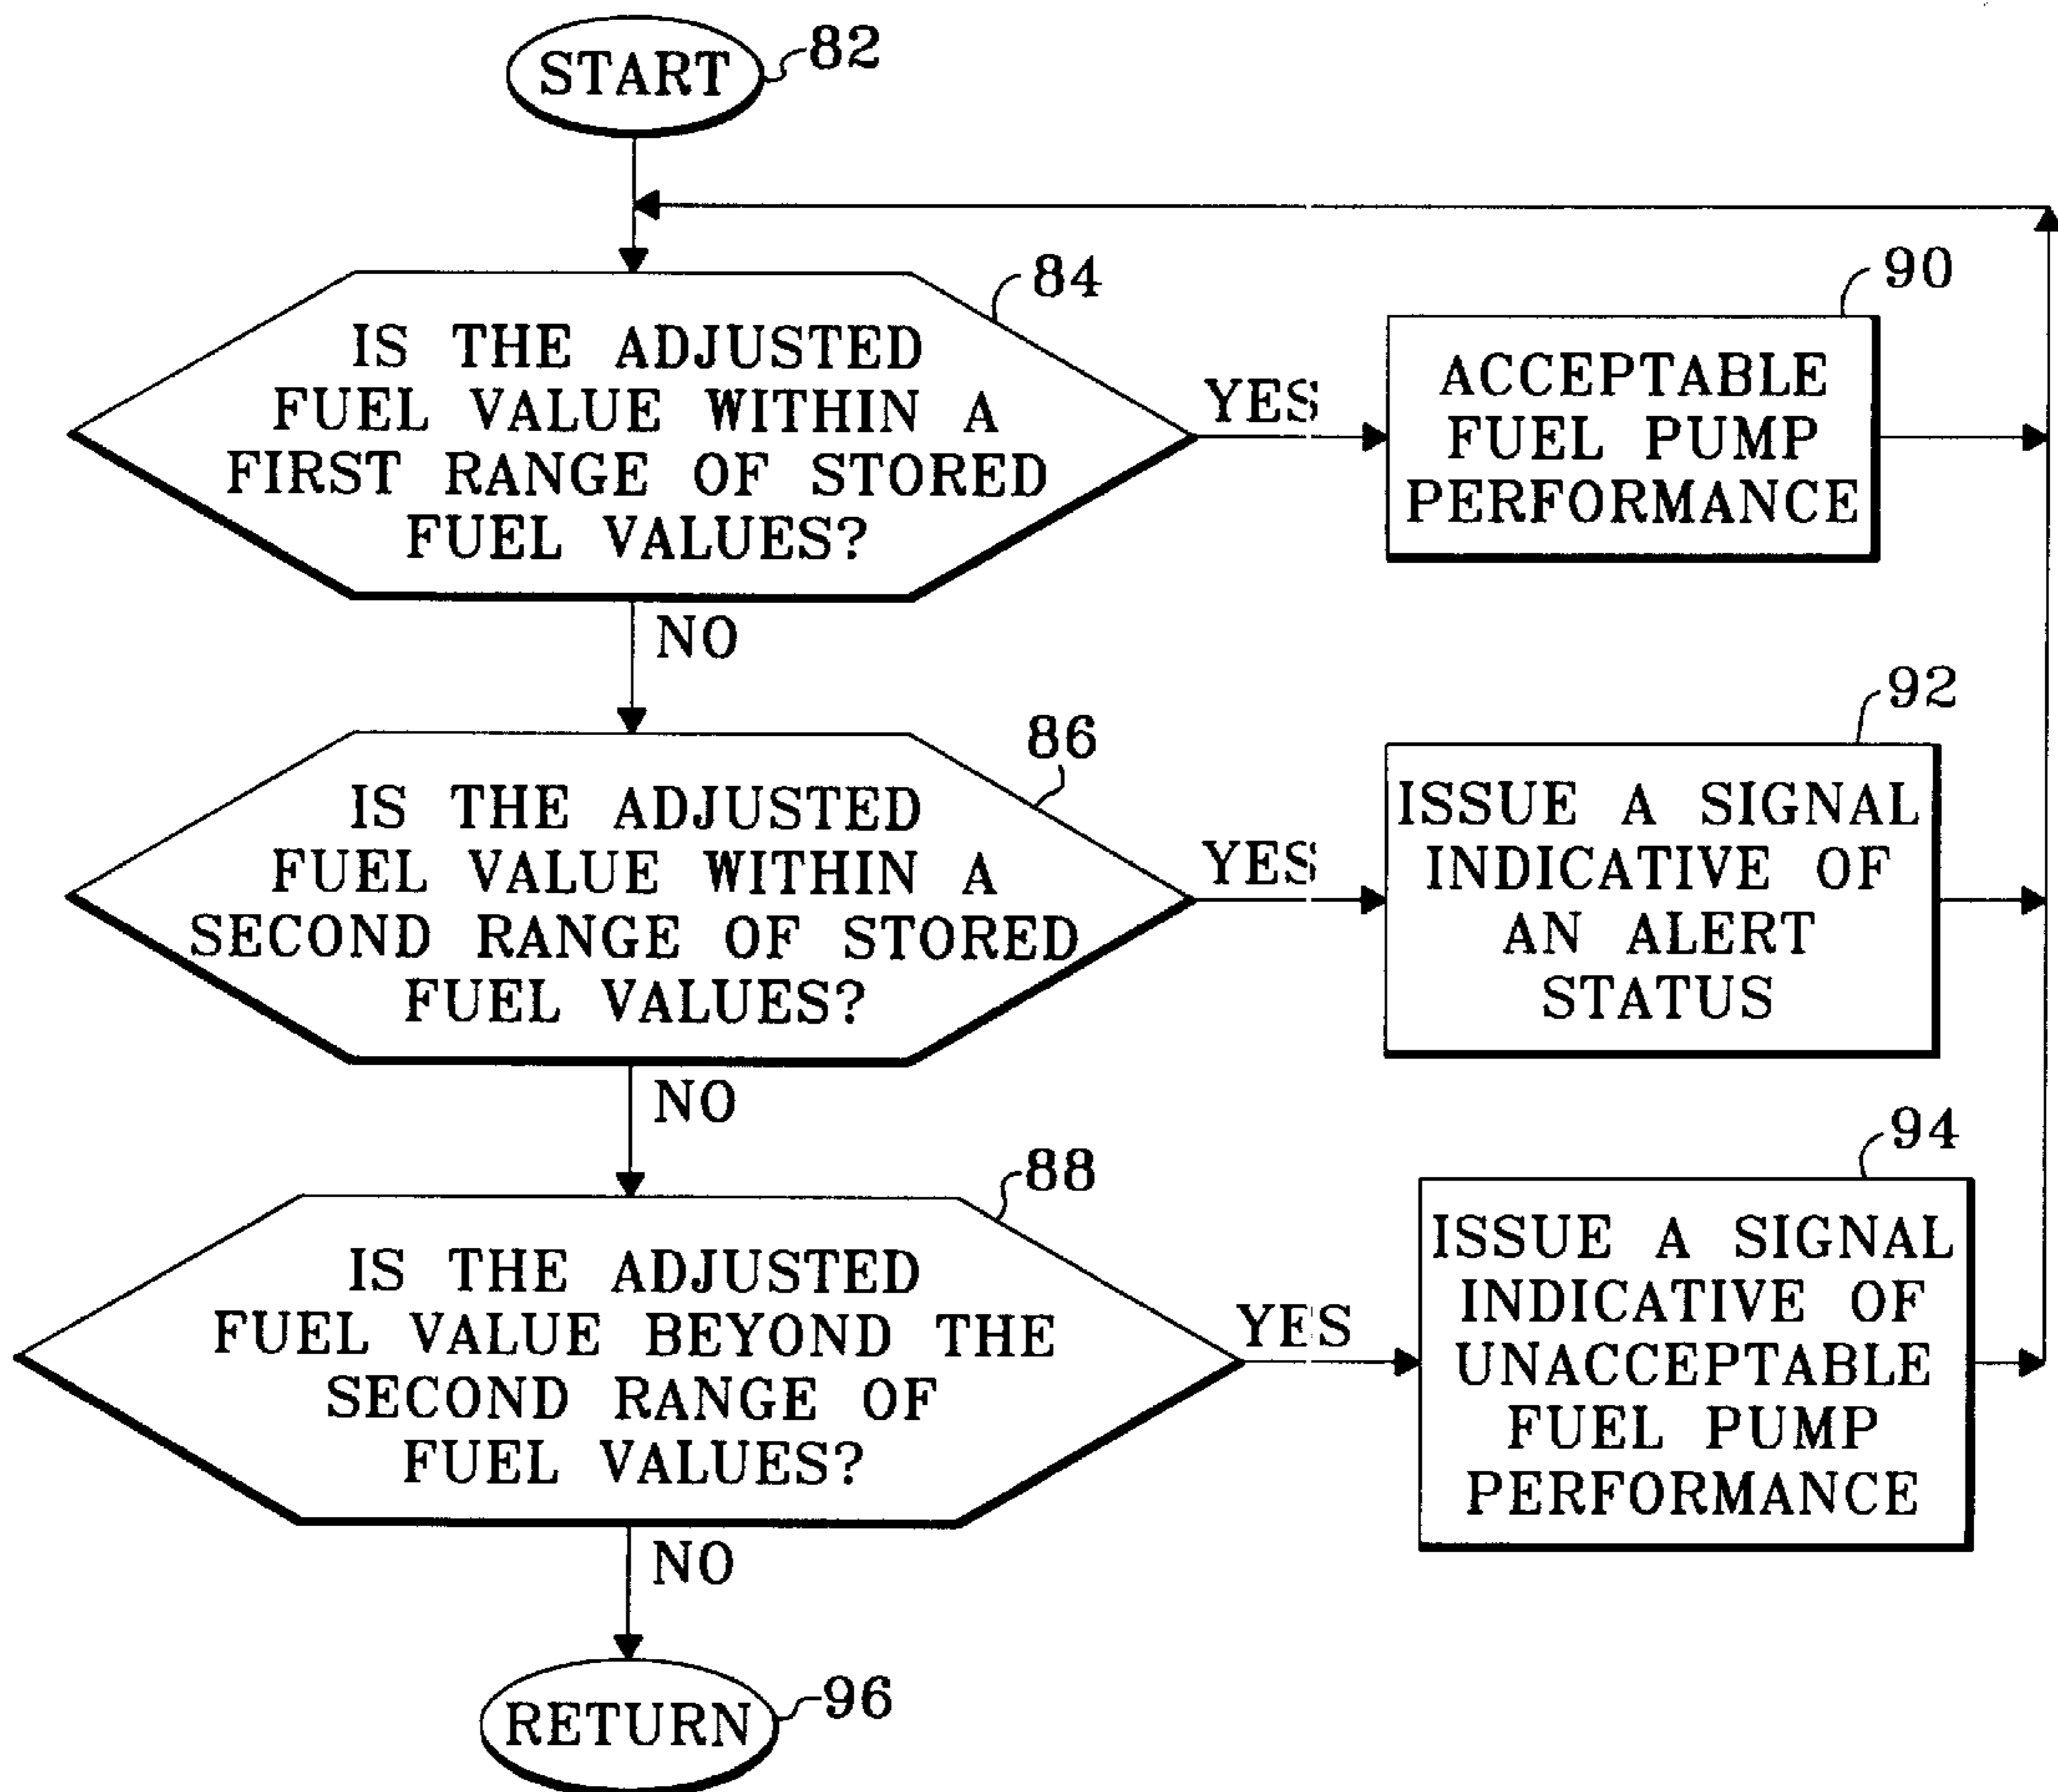 START
82
84
IS THE ADJUSTED
FUEL VALUE WITHIN A
FIRST RANGE OF STORED
FUEL VALUES?
YES
90
ACCEPTABLE
FUEL PUMP
PERFORMANCE
NO
86
IS THE ADJUSTED
FUEL VALUE WITHIN A
SECOND RANGE OF STORED
FUEL VALUES?
YES
92
ISSUE A SIGNAL
INDICATIVE OF
AN ALERT
STATUS
NO
88
IS THE ADJUSTED
FUEL VALUE BEYOND THE
SECOND RANGE OF
FUEL VALUES?
YES
94
ISSUE A SIGNAL
INDICATIVE OF
UNACCEPTABLE
FUEL PUMP
PERFORMANCE
NO
RETURN
96